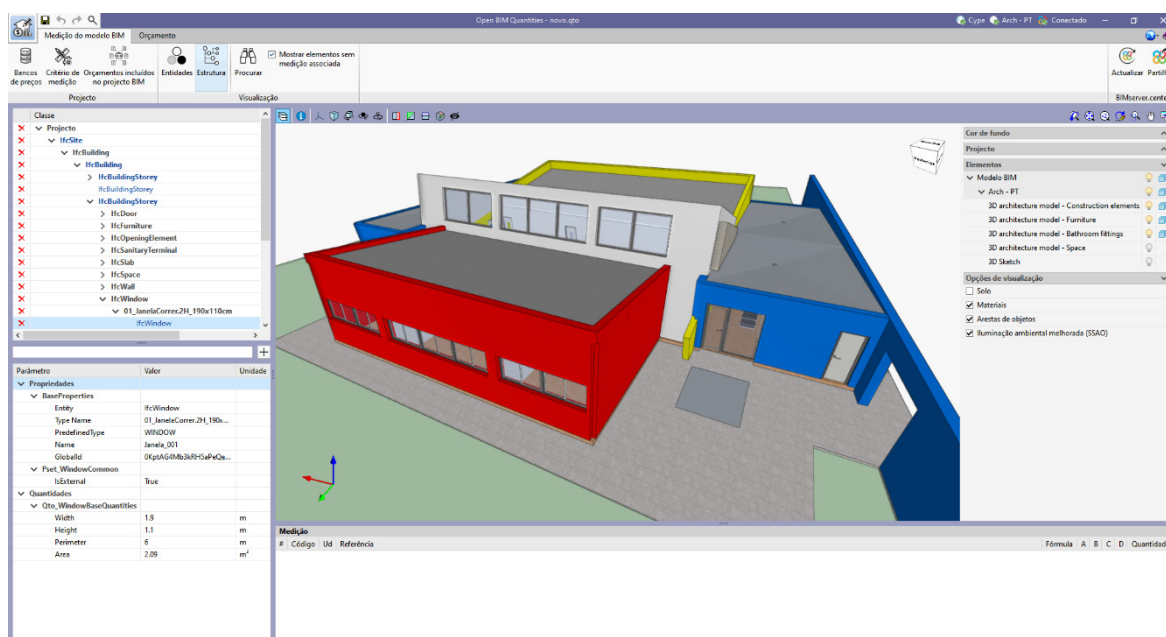 Open BIM Quantities - novo.qto
Cype Arch - PT Conectado
Medição do modelo BIM Orçamento
Bancos de preços
Critério de medição
Orçamentos incluídos no projecto BIM
Entidades
Estrutura
Procurar
Mostrar elementos sem medição associada
Actualizar
Projecto
Visualização
BIMserver.cente
Classe
Projecto
IfcSite
IfcBuilding
IfcBuilding
IfcBuildingStorey
IfcBuildingStorey
IfcBuildingStorey
IfcDoor
IfcFurniture
IfcOpeningElement
IfcSanitaryTerminal
IfcSlab
IfcSpace
IfcWall
IfcWindow
01_JanelaCorrer.2H_190x110cm
IfcWindow
Parâmetro Valor Unidade
Propriedades
BaseProperties
Entity IfcWindow
Type Name 01_JanelaCorrer.2H_190x...
PredefinedType WINDOW
Name Janela_001
GlobalId 0KptAG4Mb3kRH5aPeQe...
Pset_WindowCommon
IsExternal True
Quantidades
Qto_WindowBaseQuantities
Width 1.9 m
Height 1.1 m
Perimeter 6 m
Area 2.09 m²
Cor de fundo
Projecto
Elementos
Modelo BIM
Arch - PT
3D architecture model - Construction elements
3D architecture model - Furniture
3D architecture model - Bathroom fittings
3D architecture model - Space
3D Sketch
Opções de visualização
Solo
Materiais
Arestas de objetos
Iluminação ambiental melhorada (SSAO)
Medição
# Código Ud Referência Fórmula A B C D Quantidad